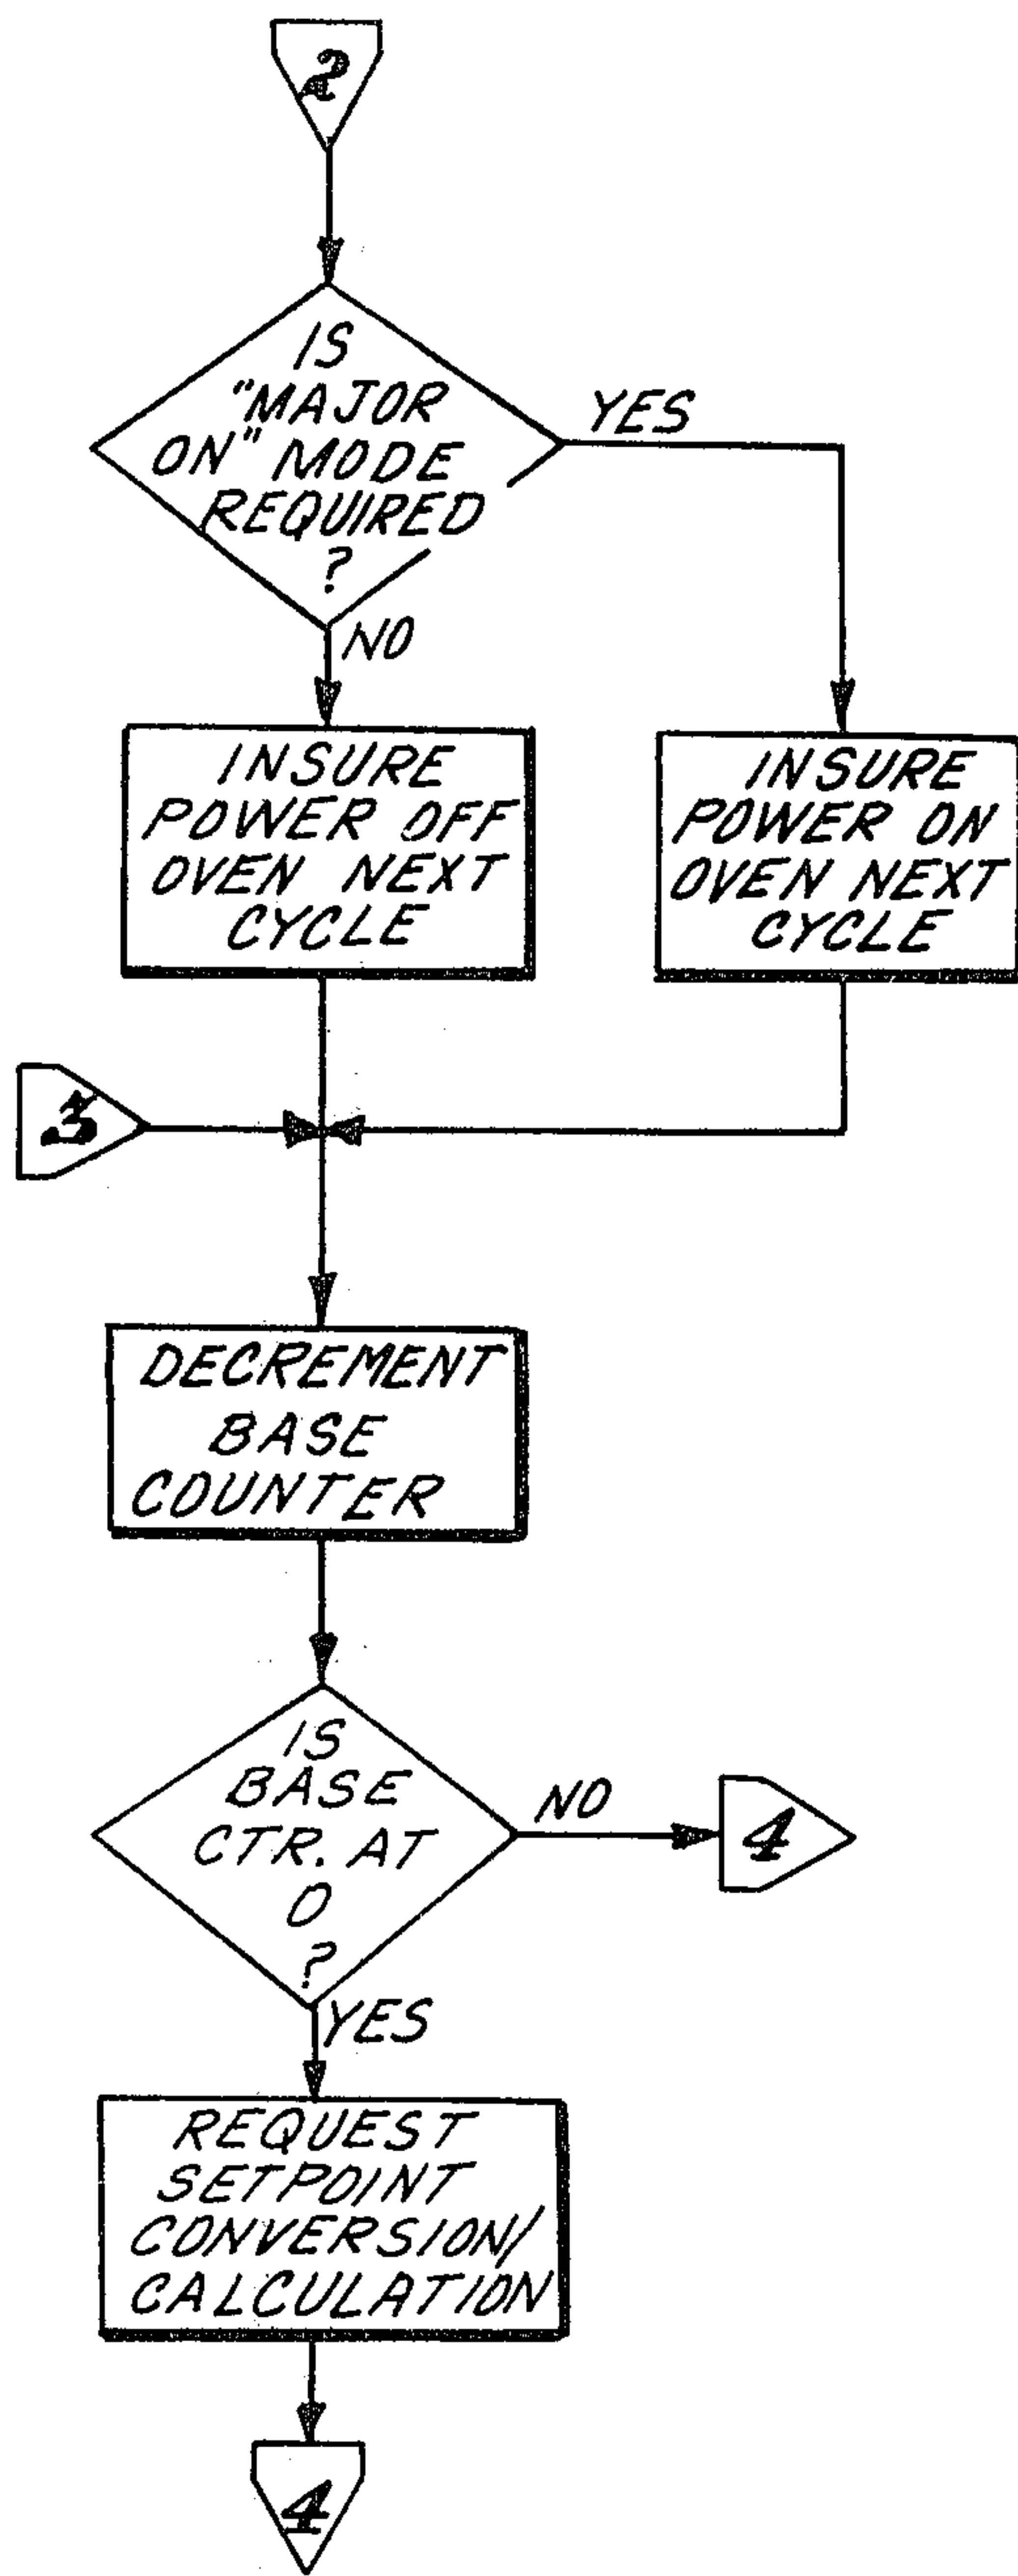 2
IS
"MAJOR
ON" MODE
REQUIRED
?
YES
NO
INSURE
POWER OFF
OVEN NEXT
CYCLE
INSURE
POWER ON
OVEN NEXT
CYCLE
3
DECREMENT
BASE
COUNTER
IS
BASE
CTR. AT
0
?
NO
4
YES
REQUEST
SETPOINT
CONVERSION/
CALCULATION
4